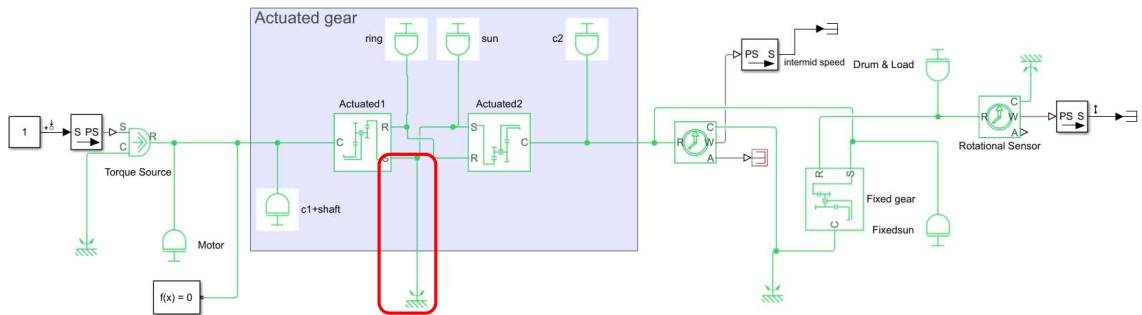 Actuated gear
ring
sun
c2
PS S
intermid speed
Drum & Load
1
S PS
S
C
R
Torque Source
Actuated1
C
R
S
Actuated2
S
R
C
R
C
W
A
R
C
W
A
PS S
Rotational Sensor
c1+shaft
Motor
R
S
C
Fixed gear
Fixedsun
f(x) = 0